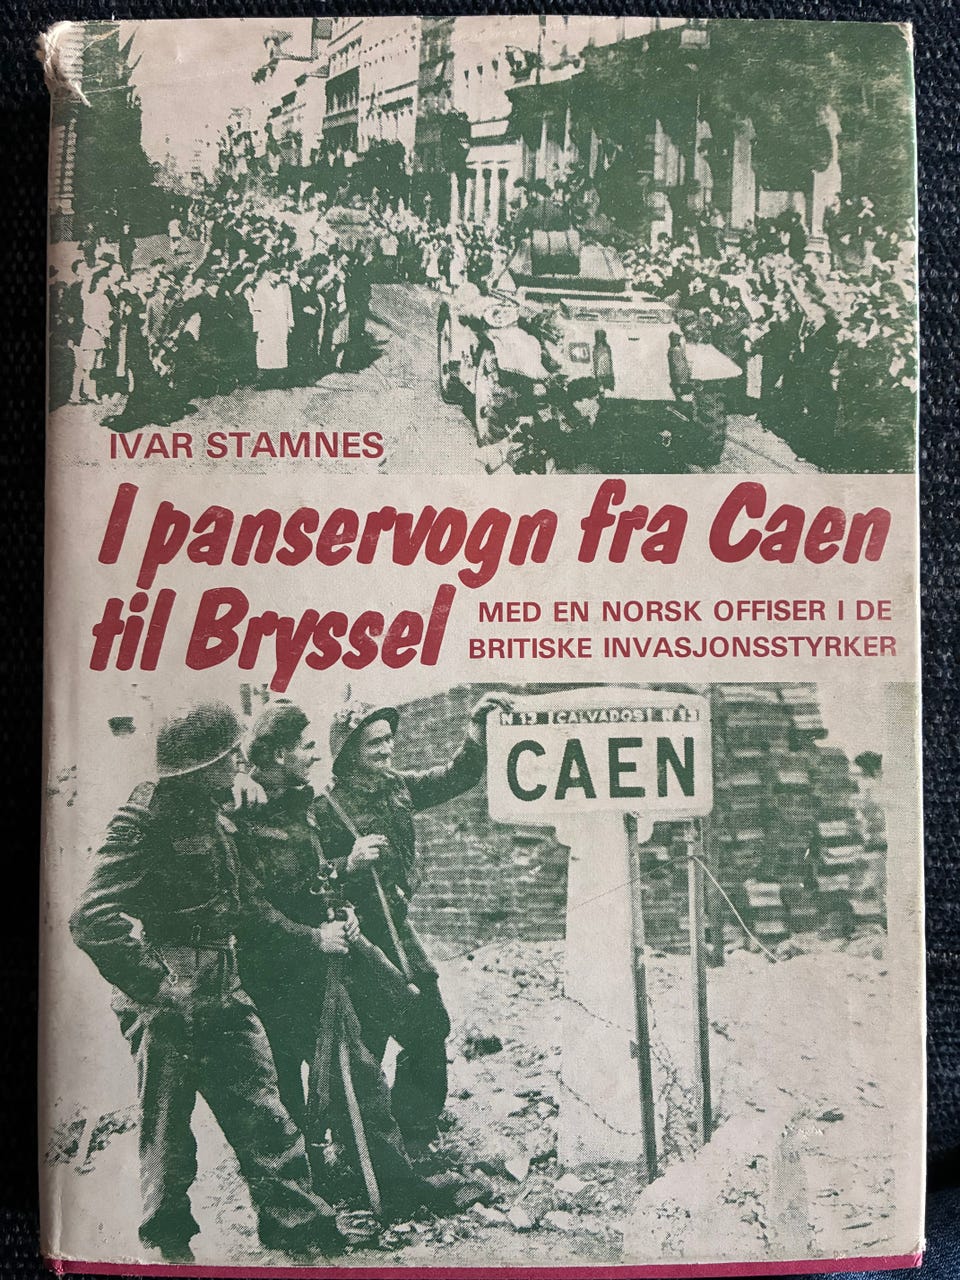 IVAR STAMNES
I panservogn fra Caen
til Bryssel
MED EN NORSK OFFISER I DE
BRITISKE INVASJONSSTYRKER
N 13 [CALVADOS] N 13
CAEN